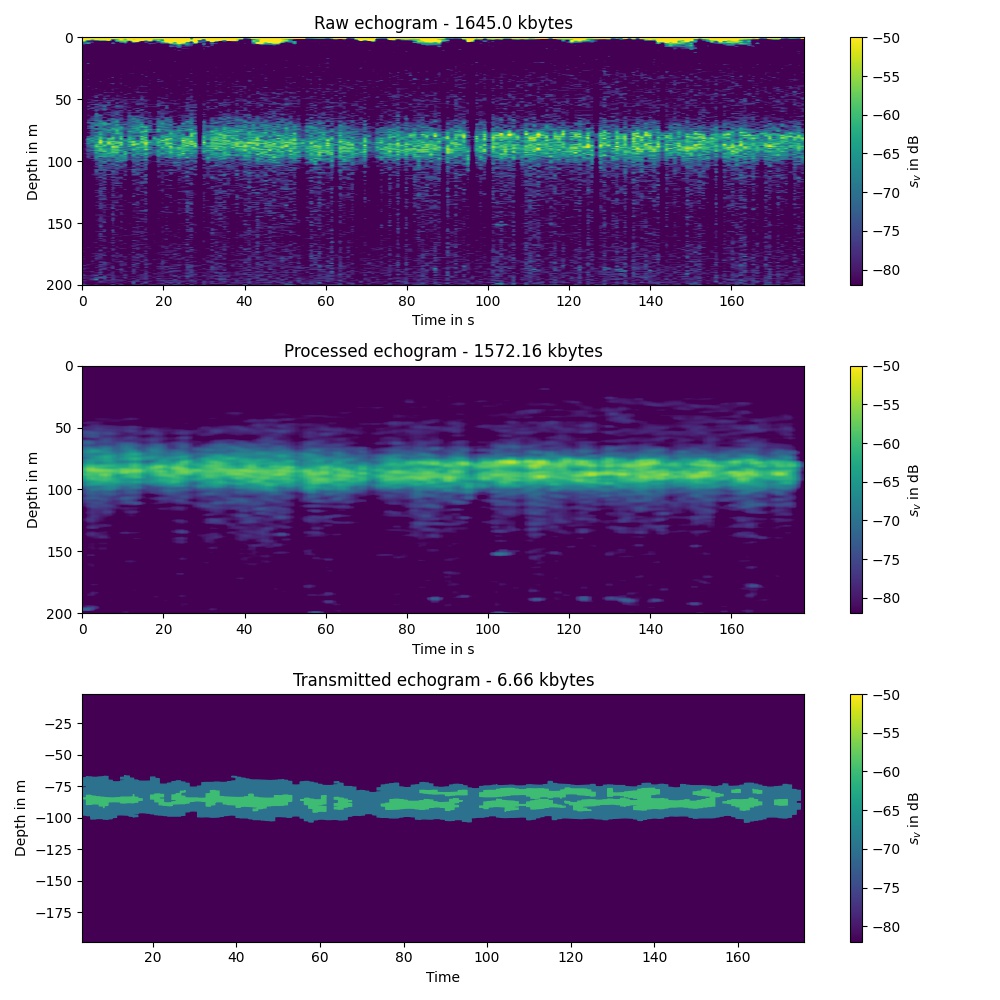 Raw echogram - 1645.0 kbytes
0
50
100
150
200
Depth in m
0 20 40 60 80 100 120 140 160
Time in s
−50
−55
−60
−65
−70
−75
−80
s_v in dB
Processed echogram - 1572.16 kbytes
0
50
100
150
200
Depth in m
0 20 40 60 80 100 120 140 160
Time in s
−50
−55
−60
−65
−70
−75
−80
s_v in dB
Transmitted echogram - 6.66 kbytes
−25
−50
−75
−100
−125
−150
−175
Depth in m
20 40 60 80 100 120 140 160
Time
−50
−55
−60
−65
−70
−75
−80
s_v in dB